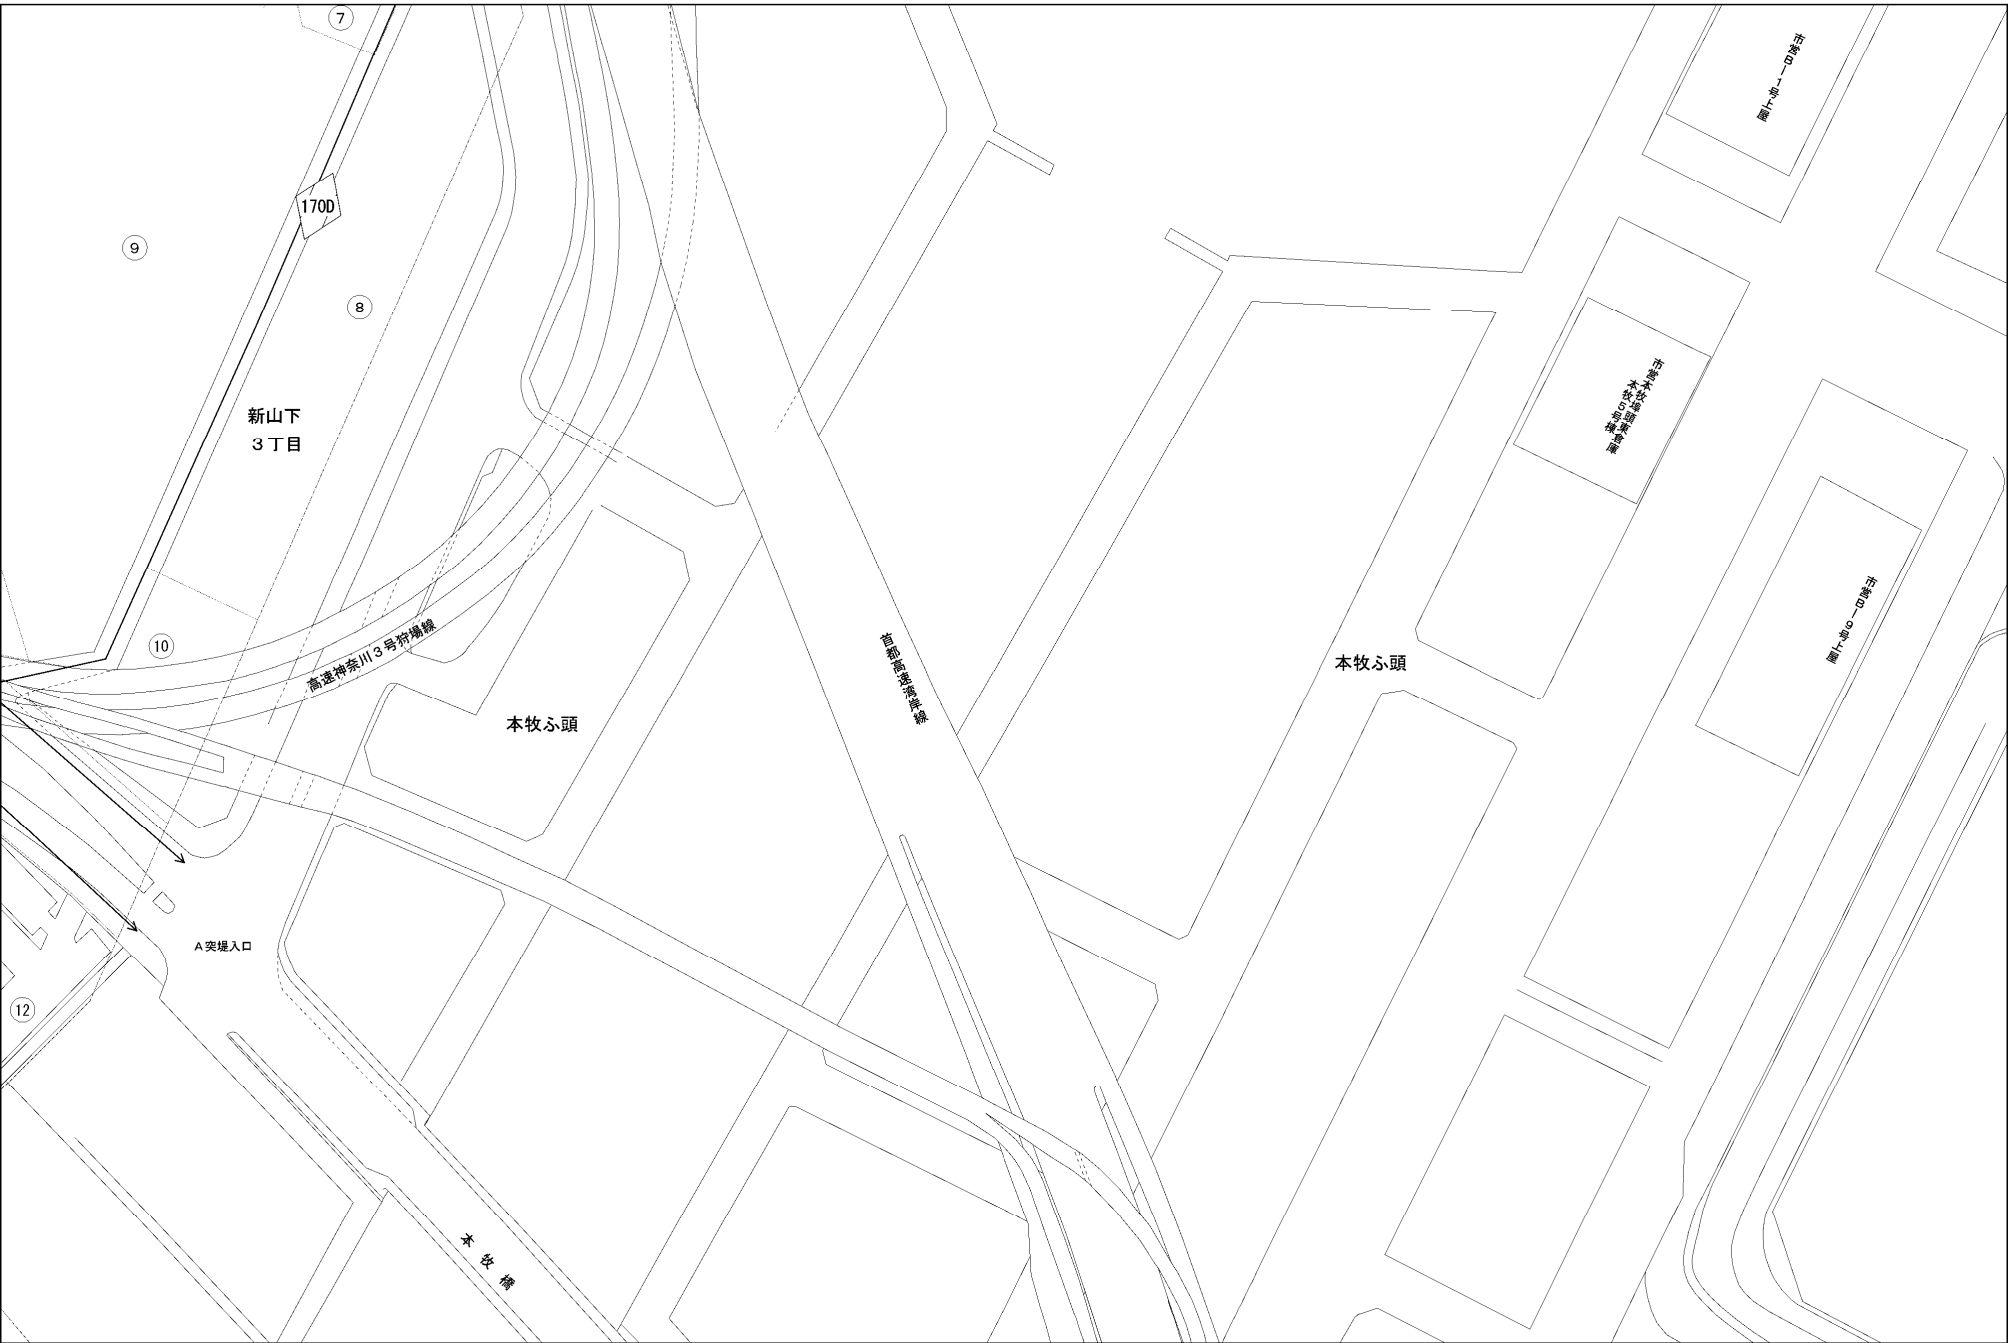 ⑦
市営B-1号上屋
170D
⑨
⑧
市営本牧埠頭東倉庫
本牧5号棟
新山下
3丁目
市営B-9号上屋
⑩
高速神奈川3号狩場線
首都高速湾岸線
本牧ふ頭
本牧ふ頭
A突堤入口
⑫
本牧橋